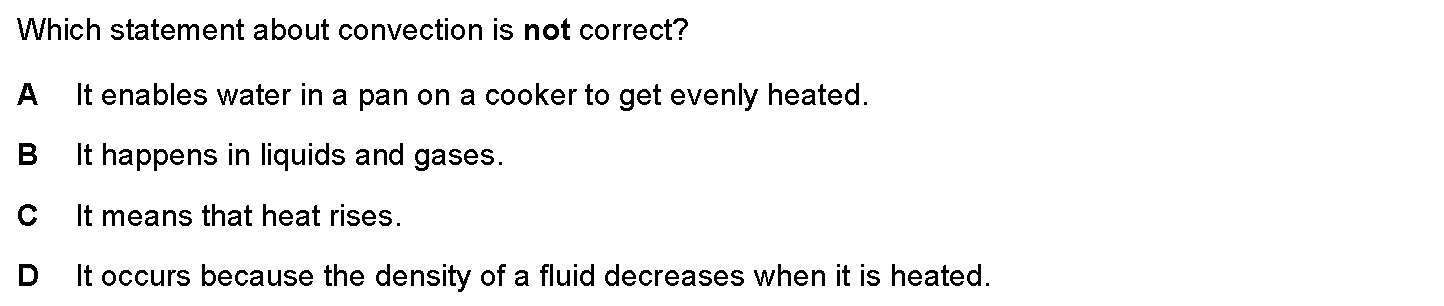 Which statement about convection is not correct?
A It enables water in a pan on a cooker to get evenly heated.
B It happens in liquids and gases.
C It means that heat rises.
D It occurs because the density of a fluid decreases when it is heated.